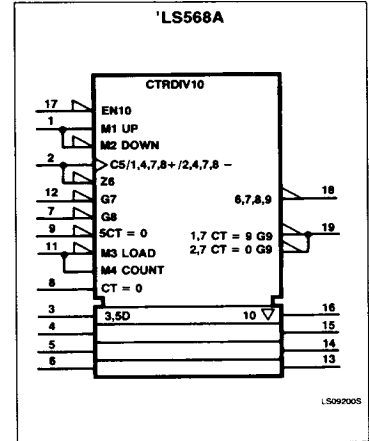 'LS568A
CTRDIV10
17 EN10
1 M1 UP
M2 DOWN
2 C5/1,4,7,8+/2,4,7,8 −
Z6
12 G7 6,7,8,9 18
7 G8
9 5CT = 0 1,7 CT = 9 G9 19
11 M3 LOAD 2,7 CT = 0 G9
M4 COUNT
8 CT = 0
3 3,5D 10 16
4 15
5 14
6 13
LS09200S